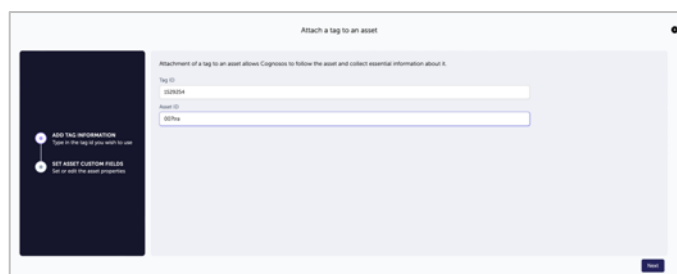 Attach a tag to an asset
Attachment of a tag to an asset allows Cognosos to follow the asset and collect essential information about it.
Tag ID
1529204
Asset ID
007tra
ADD TAG INFORMATION
Type in the tag id you wish to use
SET ASSET CUSTOM FIELDS
Set or edit the asset properties
Next